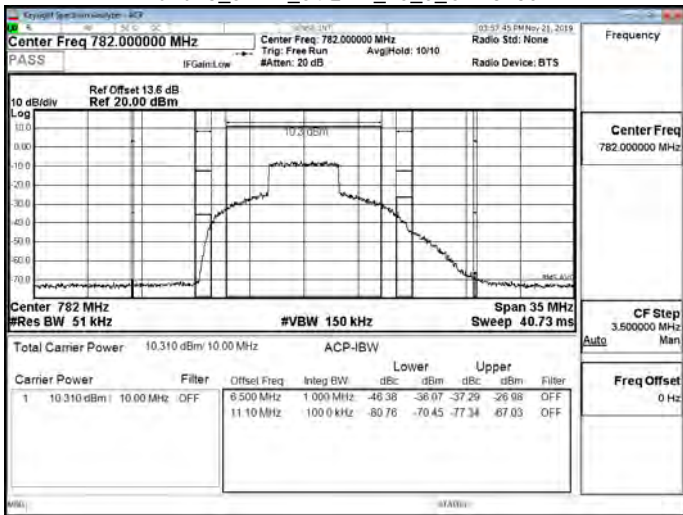 Keysight Spectrum Analyzer - ACP
SENSE:INT
03:57:45 PM Nov 21, 2019
Center Freq 782.000000 MHz
Center Freq: 782.000000 MHz
Radio Std: None
Frequency
Trig: Free Run
Avg|Hold: 10/10
PASS
IFGain:Low
#Atten: 20 dB
Radio Device: BTS
Ref Offset 13.6 dB
10 dB/div
Ref 20.00 dBm
Log
10.0
10.3 dBm
0.00
-10.0
-20.0
-30.0
-40.0
-50.0
-60.0
-70.0
Center Freq
782.000000 MHz
Center 782 MHz
Span 35 MHz
#Res BW 51 kHz
#VBW 150 kHz
Sweep 40.73 ms
CF Step
3.500000 MHz
Auto
Man
Total Carrier Power
10.310 dBm/ 10.00 MHz
ACP-IBW
Lower
Upper
Carrier Power
Filter
Offset Freq
Integ BW
dBc
dBm
dBc
dBm
Filter
1
10.310 dBm /
10.00 MHz
OFF
6.500 MHz
1.000 MHz
-46.38
-36.07
-37.29
-26.98
OFF
11.10 MHz
100.0 kHz
-80.76
-70.45
-77.34
-67.03
OFF
Freq Offset
0 Hz
MSG
STATUS